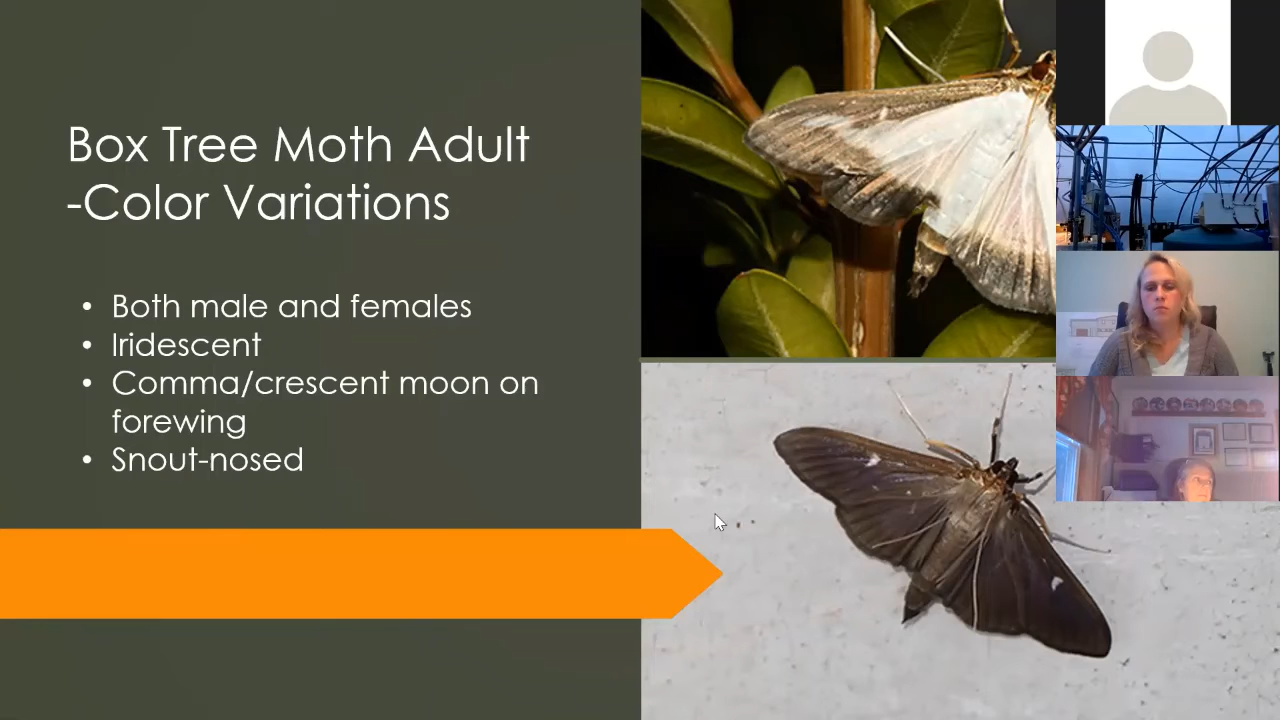 Box Tree Moth Adult
-Color Variations
• Both male and females
• Iridescent
• Comma/crescent moon on
forewing
• Snout-nosed